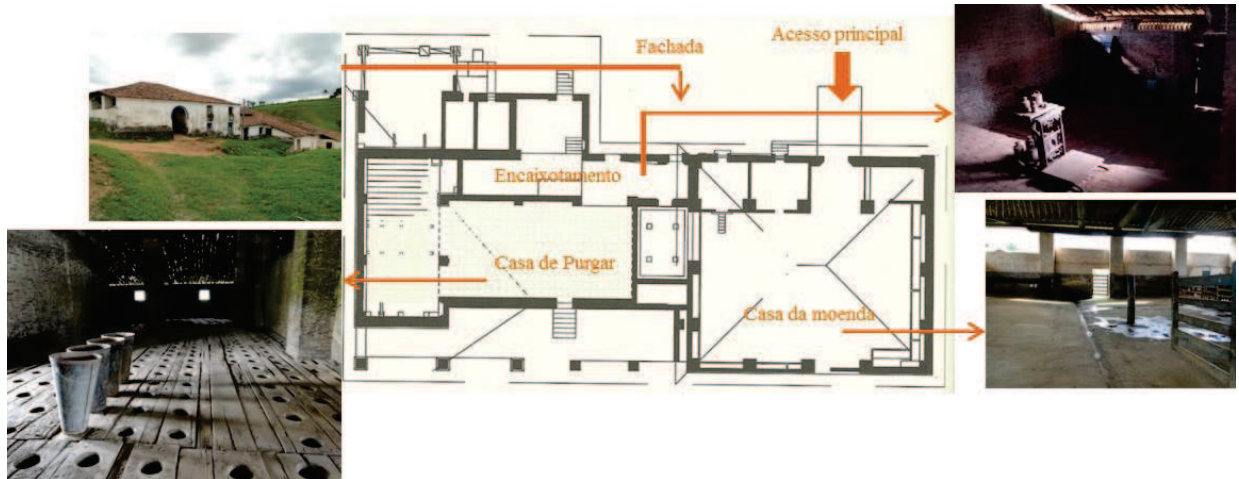 Fachada
Acesso principal
Encaixotamento
Casa de Purgar
Casa da moenda